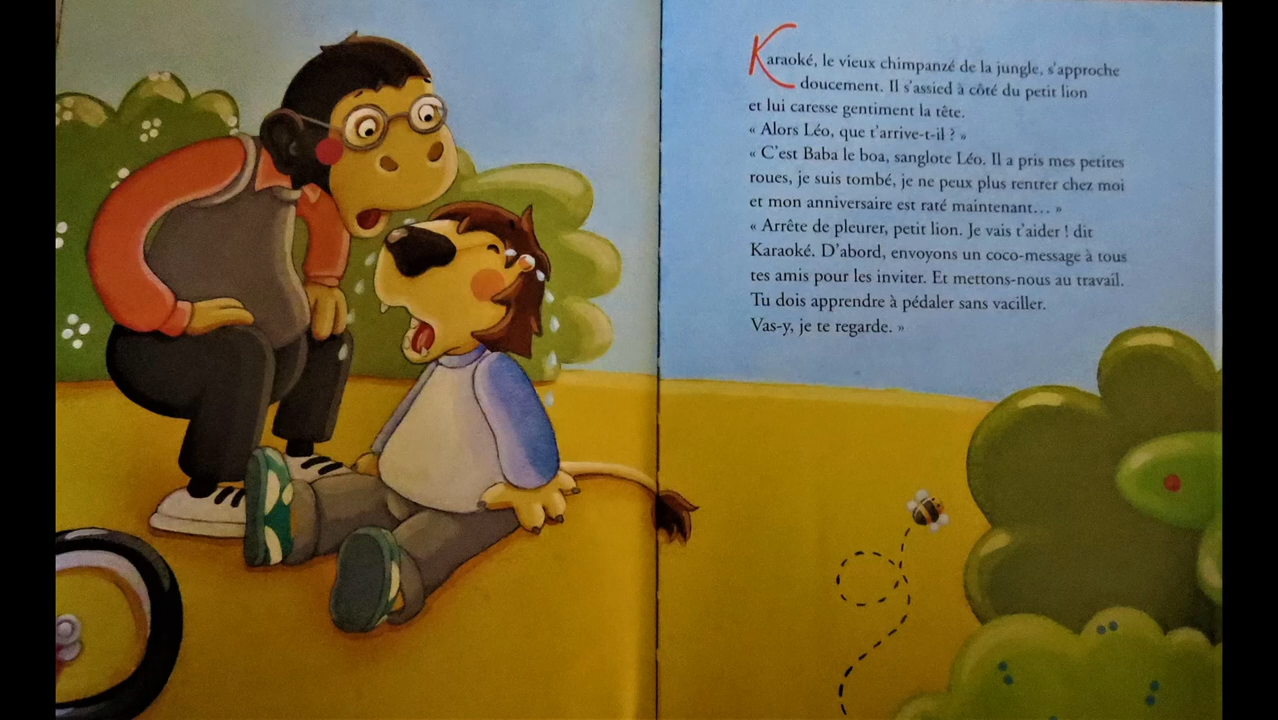 Karaoké, le vieux chimpanzé de la jungle, s'approche
doucement. Il s'assied à côté du petit lion
et lui caresse gentiment la tête.
« Alors Léo, que t'arrive-t-il ? »
« C'est Baba le boa, sanglote Léo. Il a pris mes petites
roues, je suis tombé, je ne peux plus rentrer chez moi
et mon anniversaire est raté maintenant... »
« Arrête de pleurer, petit lion. Je vais t'aider ! dit
Karaoké. D'abord, envoyons un coco-message à tous
tes amis pour les inviter. Et mettons-nous au travail.
Tu dois apprendre à pédaler sans vaciller.
Vas-y, je te regarde. »